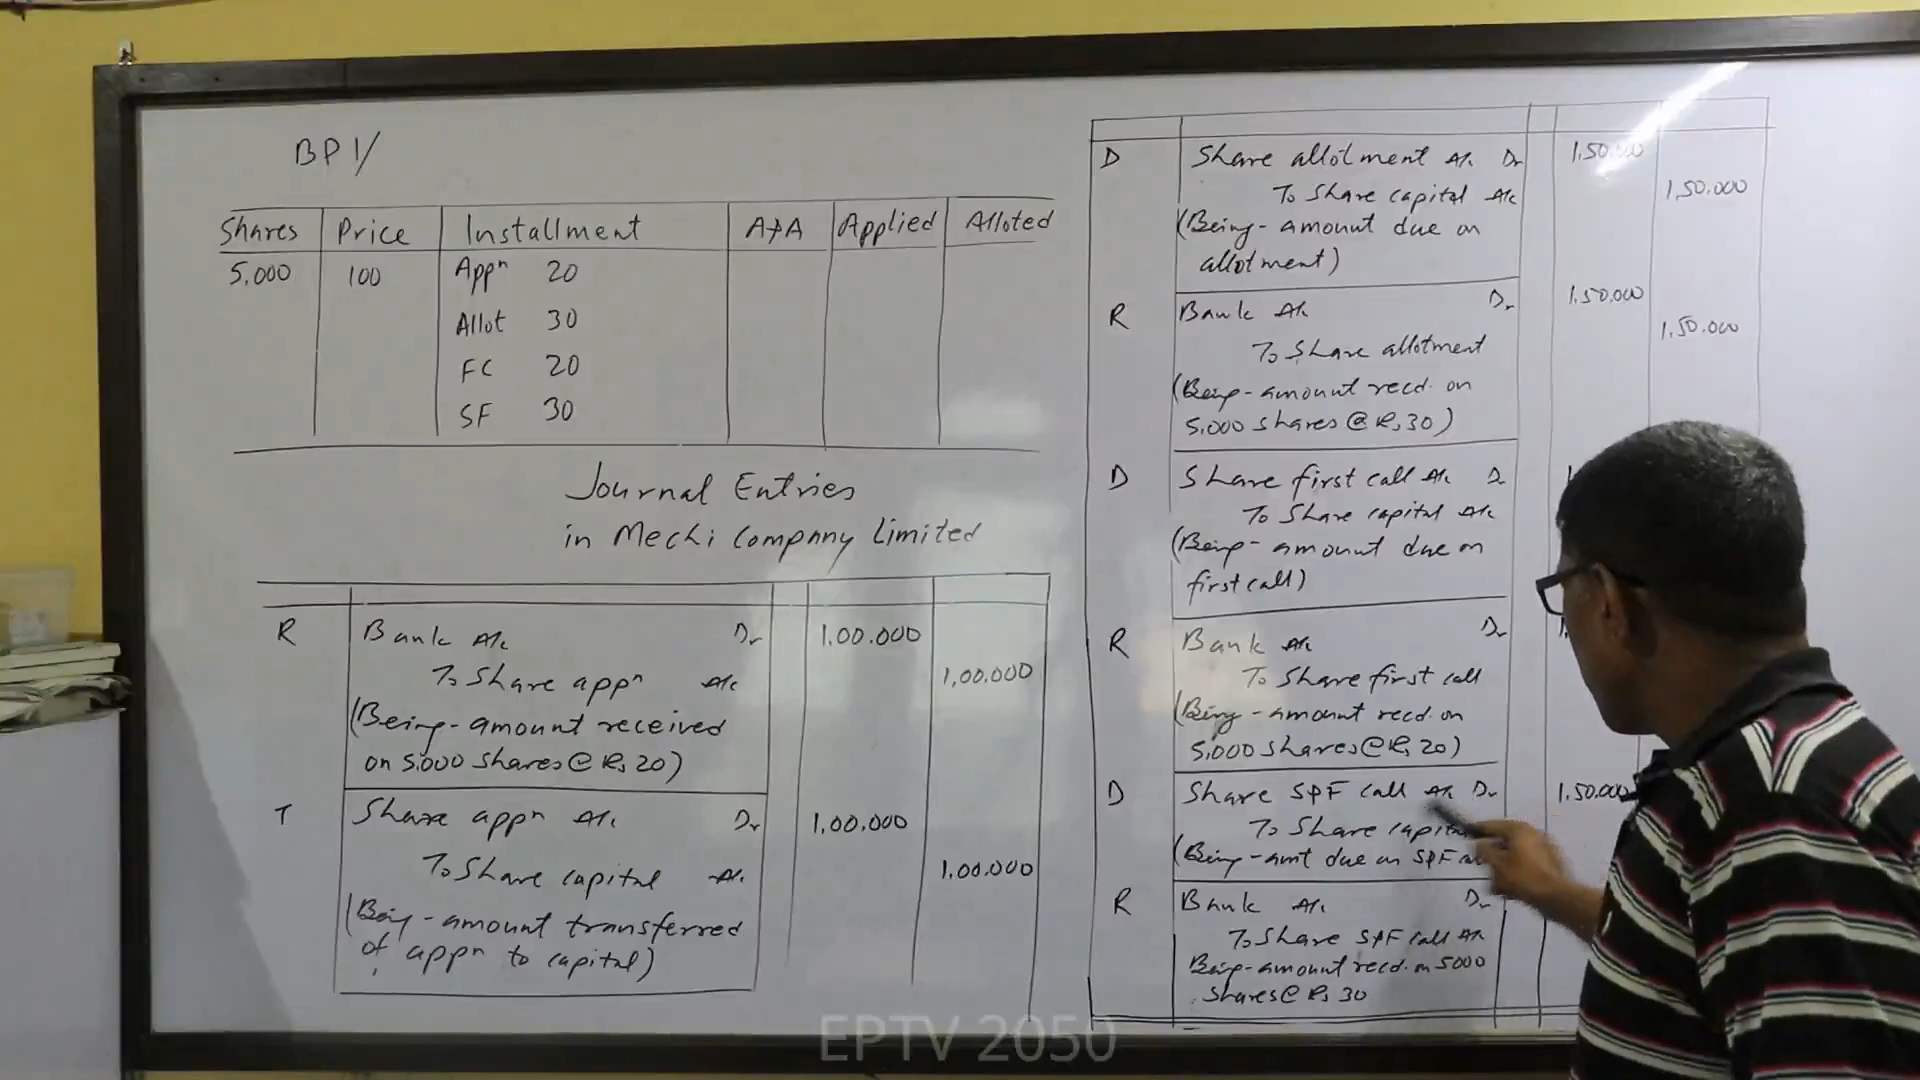 BP 1/
Shares Price Installment A+A Applied Alloted
5,000 100 Appⁿ 20
Allot 30
FC 20
SF 30
Journal Entries
in Mechi Company Limited
R Bank A/c Dr 1,00,000
To Share appⁿ A/c 1,00,000
(Being-amount received
on 5,000 shares @ Rs 20)
T Share appⁿ A/c Dr 1,00,000
To Share capital A/c 1,00,000
(Being-amount transferred
of appⁿ to capital)
D Share allotment A/c Dr 1,50,000
To Share capital A/c 1,50,000
(Being-amount due on
allotment)
R Bank A/c Dr 1,50,000
To Share allotment 1,50,000
(Being-amount recd. on
5,000 shares @ Rs 30)
D Share first call A/c D
To Share capital A/c
(Being-amount due on
first call)
R Bank A/c Dr
To Share first call
(Being-amount recd. on
5,000 shares @ Rs 20)
D Share S&F call A/c Dr 1,50,000
To Share capital
(Being-amt due on S&F
R Bank A/c Dr
To Share S&F call A/c
Being-amount recd. on 5000
shares @ Rs 30
EPTV 2050